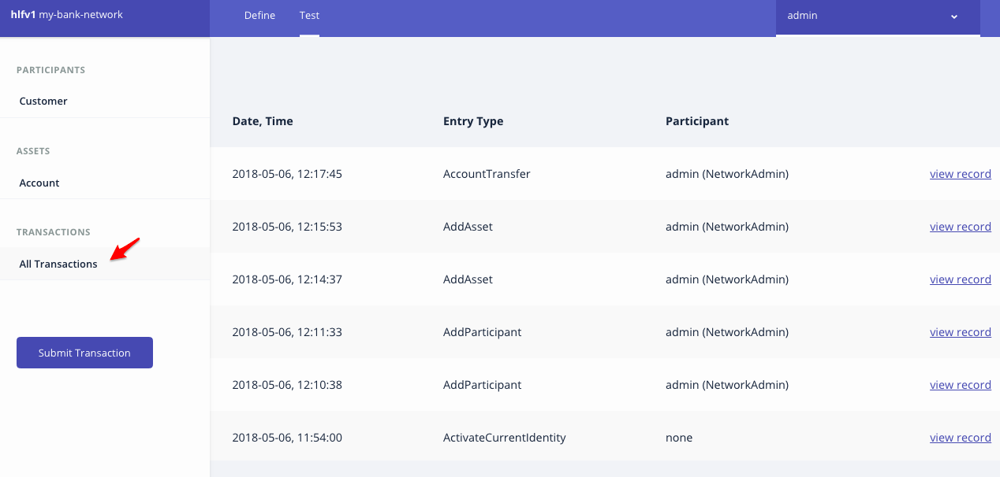 hlfv1 my-bank-network Define Test admin
PARTICIPANTS
Customer
ASSETS
Account
TRANSACTIONS
All Transactions
Submit Transaction
Date, Time Entry Type Participant
2018-05-06, 12:17:45 AccountTransfer admin (NetworkAdmin) view record
2018-05-06, 12:15:53 AddAsset admin (NetworkAdmin) view record
2018-05-06, 12:14:37 AddAsset admin (NetworkAdmin) view record
2018-05-06, 12:11:33 AddParticipant admin (NetworkAdmin) view record
2018-05-06, 12:10:38 AddParticipant admin (NetworkAdmin) view record
2018-05-06, 11:54:00 ActivateCurrentIdentity none view record